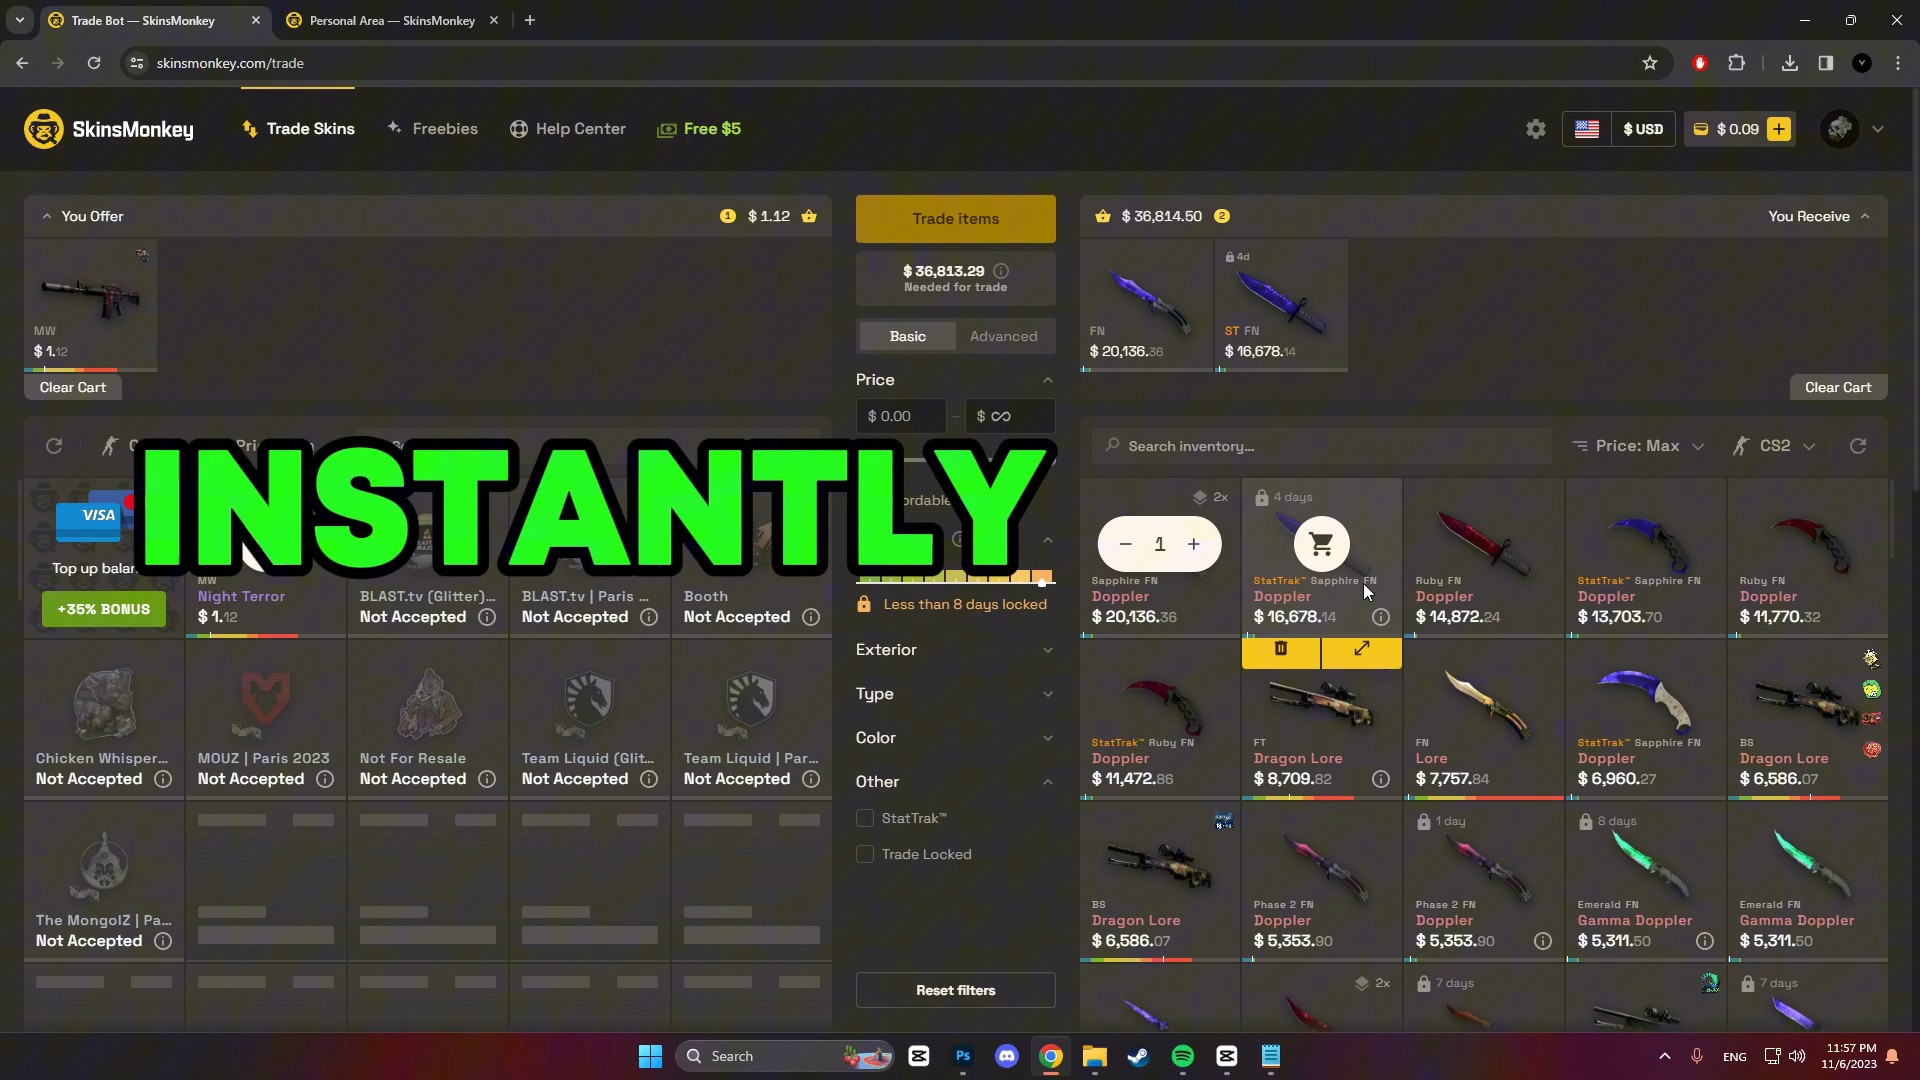 Trade Bot — SkinsMonkey
Personal Area — SkinsMonkey
skinsmonkey.com/trade
SkinsMonkey
Trade Skins
Freebies
Help Center
Free $5
$ USD
$ 0.09
You Offer
1
$ 1.12
MW
$ 1.12
Clear Cart
Trade items
$ 36,813.29
Needed for trade
Basic
Advanced
Price
$ 0.00
$ ∞
$ 36,814.50
2
You Receive
FN
$ 20,136.36
4d
ST FN
$ 16,678.14
Clear Cart
INSTANTLY
Search inventory...
Price: Max
CS2
VISA
Top up balan
+35% BONUS
MW
Night Terror
$ 1.12
BLAST.tv (Glitter)...
Not Accepted
BLAST.tv | Paris ...
Not Accepted
Booth
Not Accepted
Chicken Whisper...
Not Accepted
MOUZ | Paris 2023
Not Accepted
Not For Resale
Not Accepted
Team Liquid (Glit...
Not Accepted
Team Liquid | Par...
Not Accepted
The MongolZ | Pa...
Not Accepted
Less than 8 days locked
Exterior
Type
Color
Other
StatTrak™
Trade Locked
Reset filters
2x
1
Sapphire FN
Doppler
$ 20,136.36
4 days
StatTrak™ Sapphire FN
Doppler
$ 16,678.14
Ruby FN
Doppler
$ 14,872.24
StatTrak™ Sapphire FN
Doppler
$ 13,703.70
Ruby FN
Doppler
$ 11,770.32
StatTrak™ Ruby FN
Doppler
$ 11,472.86
FT
Dragon Lore
$ 8,709.82
FN
Lore
$ 7,757.84
StatTrak™ Sapphire FN
Doppler
$ 6,960.27
BS
Dragon Lore
$ 6,586.07
BS
Dragon Lore
$ 6,586.07
Phase 2 FN
Doppler
$ 5,353.90
1 day
Phase 2 FN
Doppler
$ 5,353.90
8 days
Emerald FN
Gamma Doppler
$ 5,311.50
Emerald FN
Gamma Doppler
$ 5,311.50
2x
7 days
7 days
Search
Ps
ENG
11:57 PM
11/6/2023